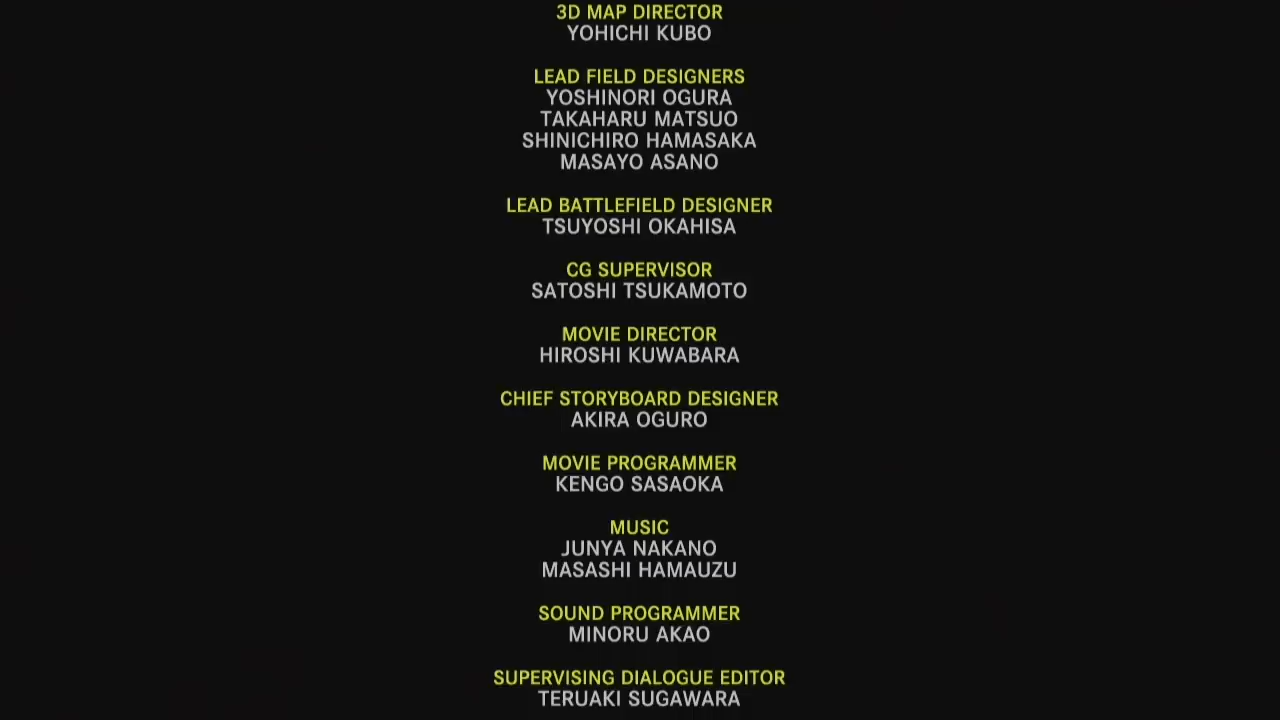 3D MAP DIRECTOR
YOHICHI KUBO
LEAD FIELD DESIGNERS
YOSHINORI OGURA
TAKAHARU MATSUO
SHINICHIRO HAMASAKA
MASAYO ASANO
LEAD BATTLEFIELD DESIGNER
TSUYOSHI OKAHISA
CG SUPERVISOR
SATOSHI TSUKAMOTO
MOVIE DIRECTOR
HIROSHI KUWABARA
CHIEF STORYBOARD DESIGNER
AKIRA OGURO
MOVIE PROGRAMMER
KENGO SASAOKA
MUSIC
JUNYA NAKANO
MASASHI HAMAUZU
SOUND PROGRAMMER
MINORU AKAO
SUPERVISING DIALOGUE EDITOR
TERUAKI SUGAWARA